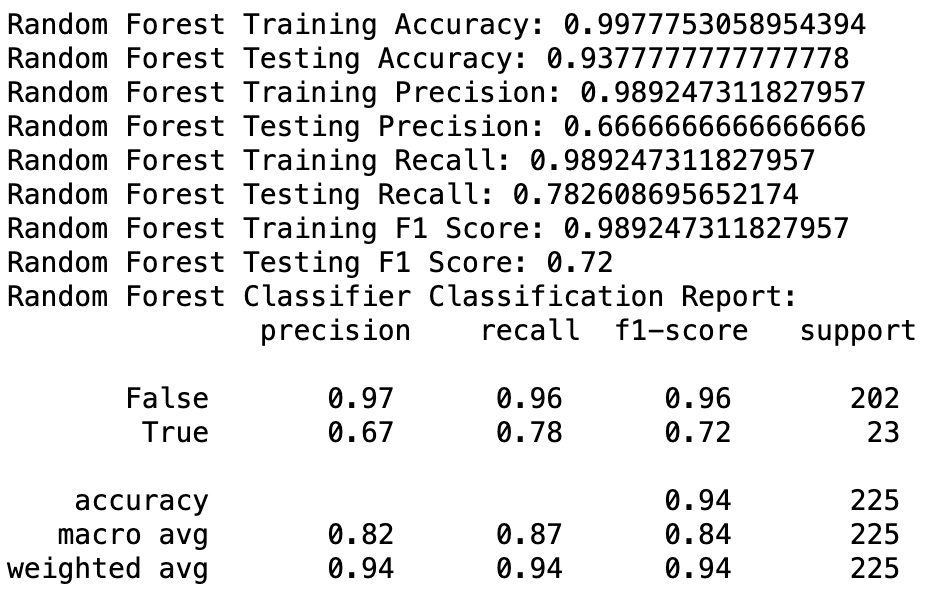 Random Forest Training Accuracy: 0.9977753058954394
Random Forest Testing Accuracy: 0.9377777777777778
Random Forest Training Precision: 0.989247311827957
Random Forest Testing Precision: 0.6666666666666666
Random Forest Training Recall: 0.989247311827957
Random Forest Testing Recall: 0.782608695652174
Random Forest Training F1 Score: 0.989247311827957
Random Forest Testing F1 Score: 0.72
Random Forest Classifier Classification Report:
precision recall f1-score support
False 0.97 0.96 0.96 202
True 0.67 0.78 0.72 23
accuracy 0.94 225
macro avg 0.82 0.87 0.84 225
weighted avg 0.94 0.94 0.94 225